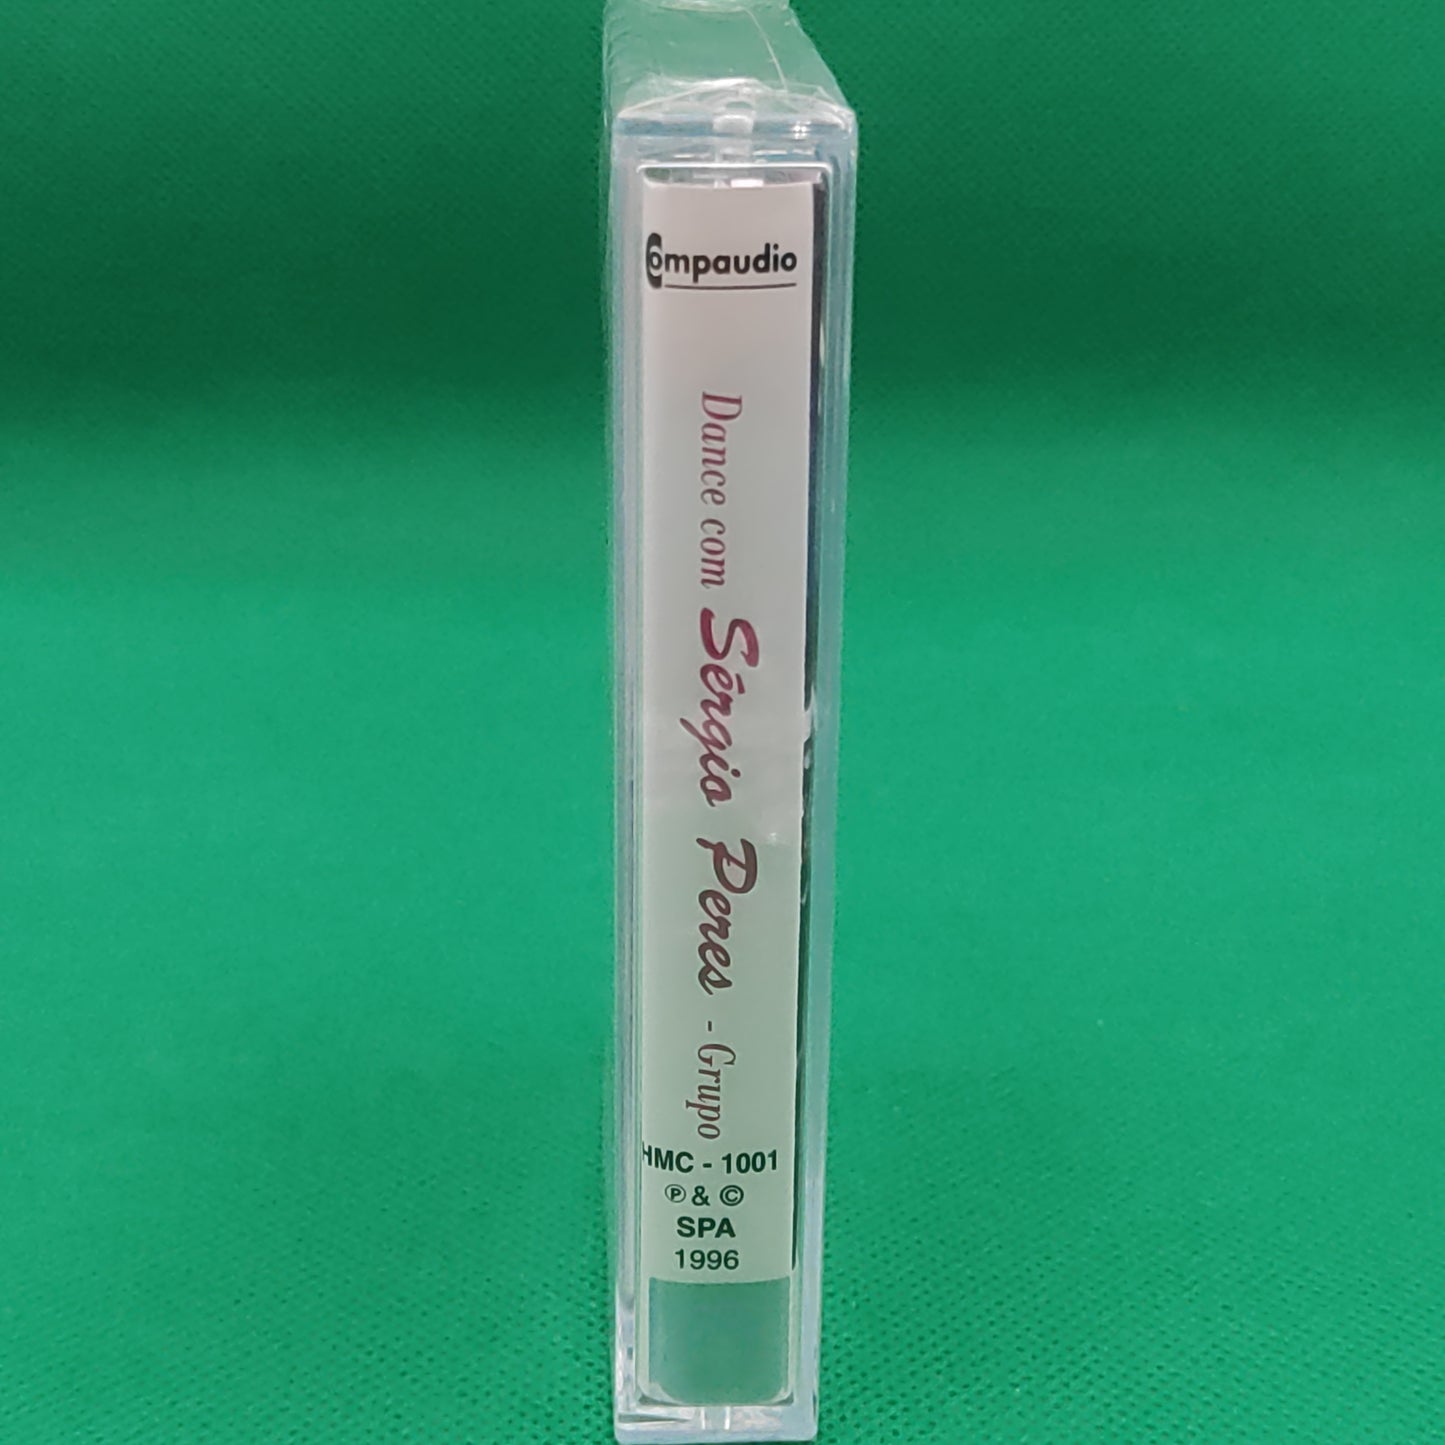 Compaudio
Dance com Sérgio Peres - Grupo
HMC - 1001
℗ & ©
SPA
1996